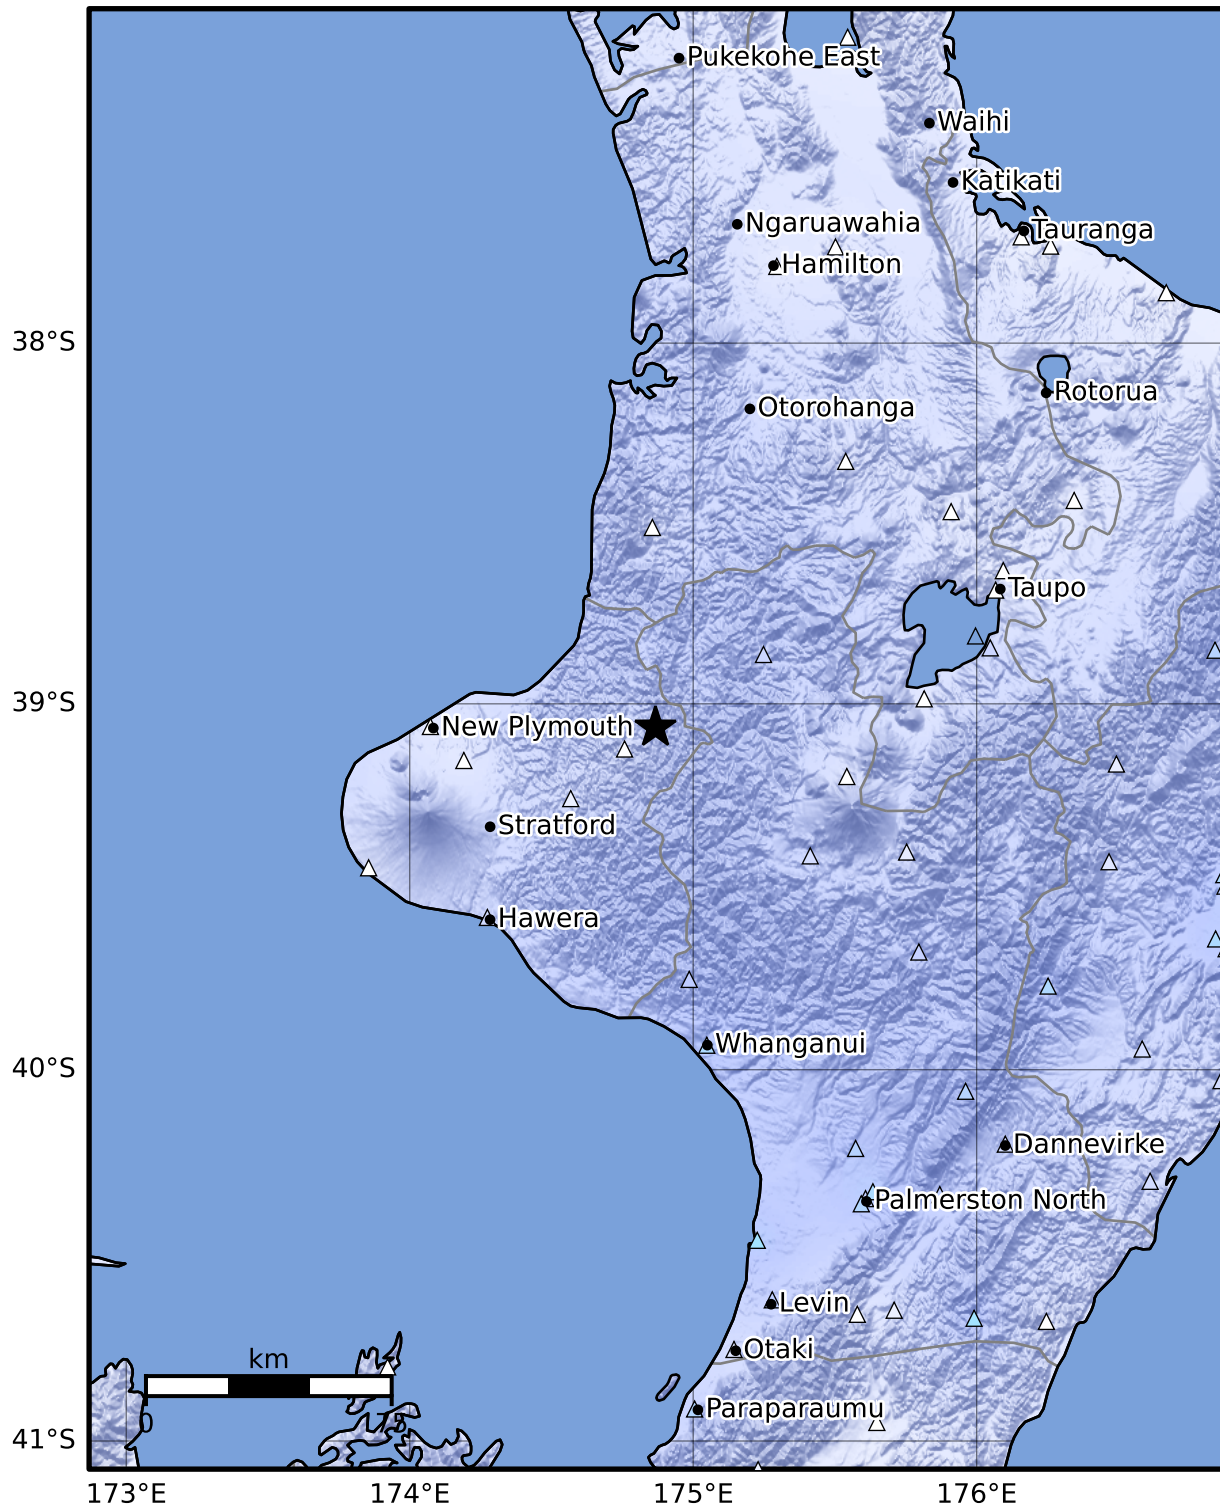 Pukekohe East
Waihi
Katikati
Ngaruawahia
Tauranga
Hamilton
38°S
Rotorua
Otorohanga
Taupo
39°S
New Plymouth
Stratford
Hawera
Whanganui
40°S
Dannevirke
Palmerston North
Levin
Otaki
km
Paraparaumu
0
41°S
173°E
174°E
175°E
176°E